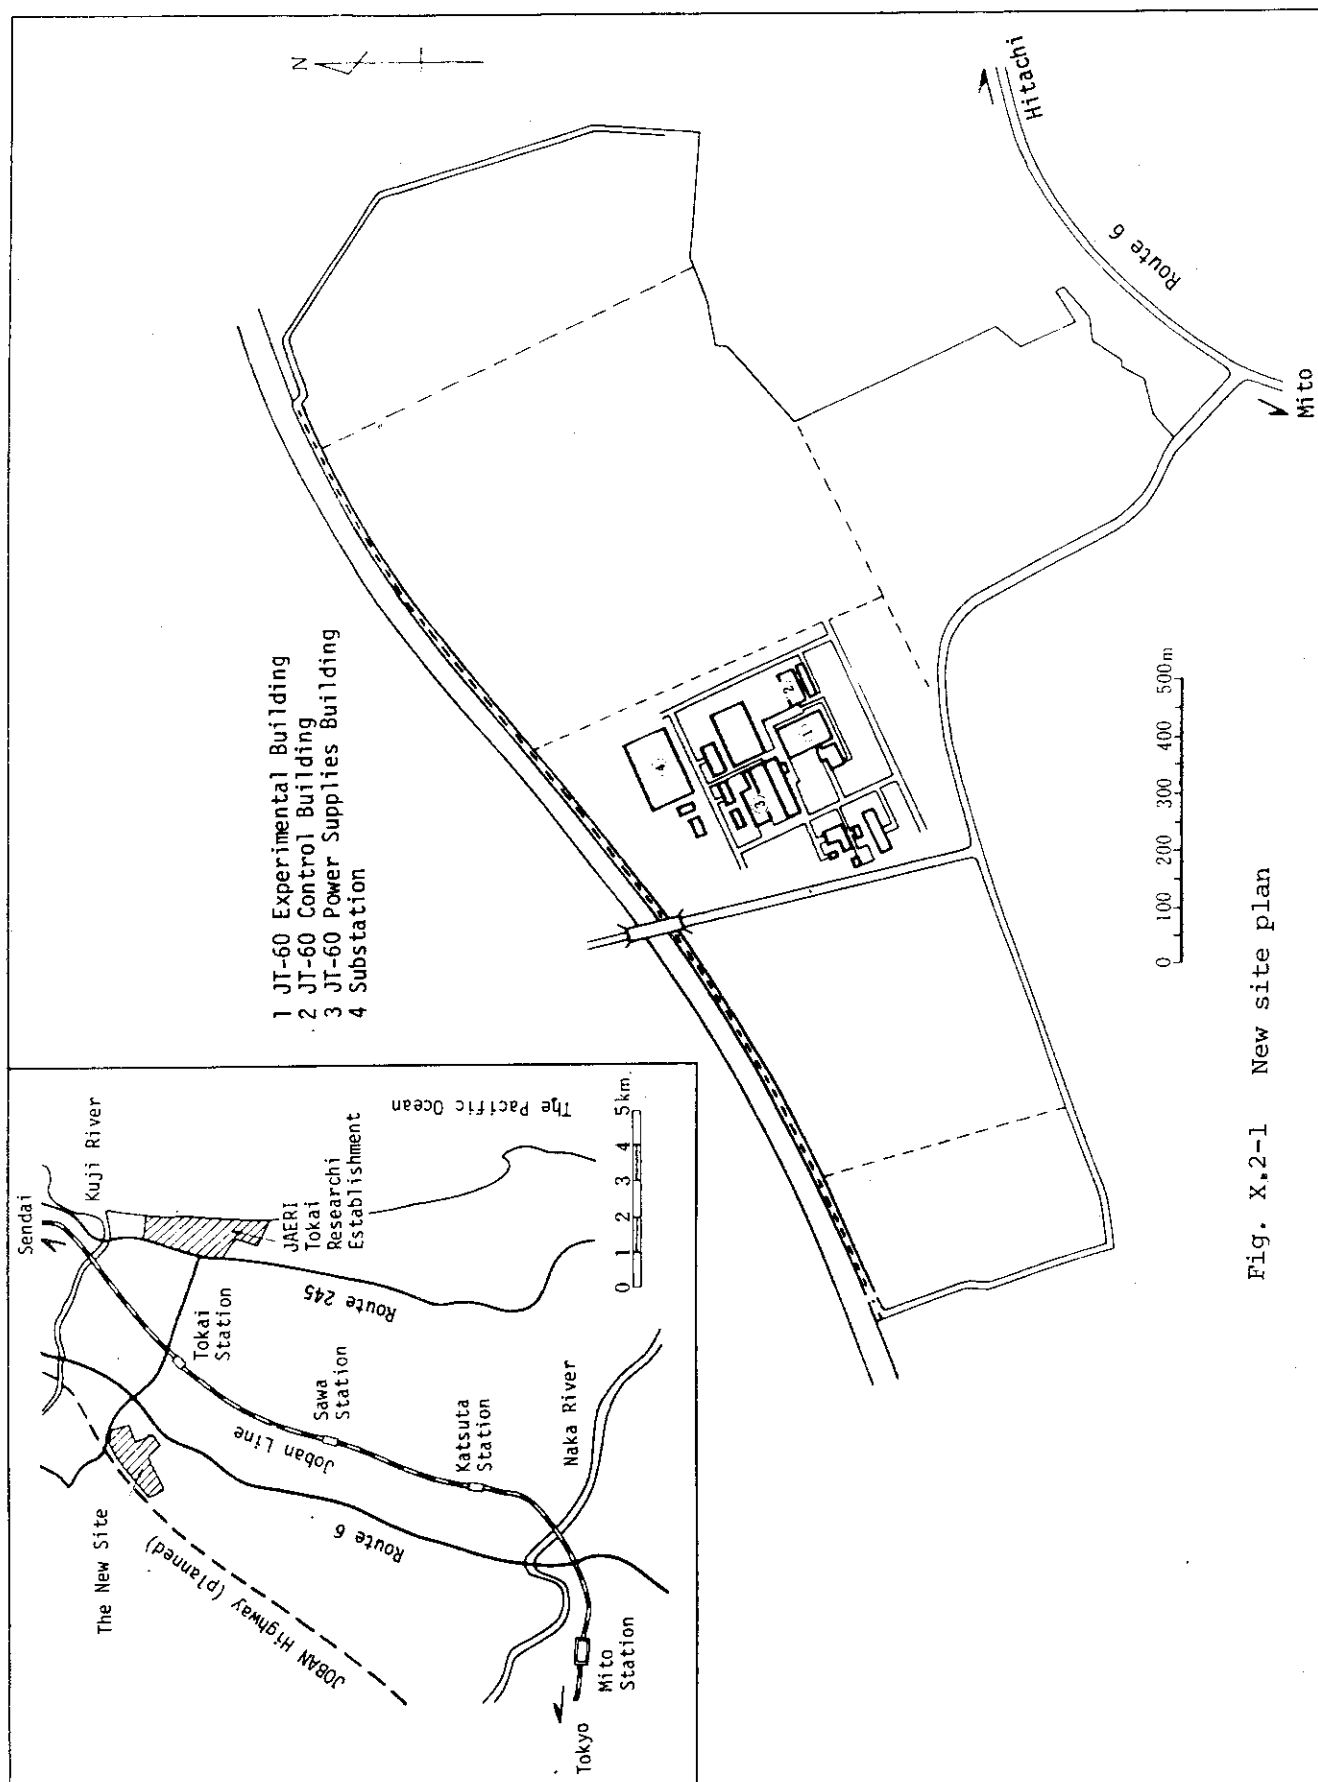 N
Hitachi
Route 6
Mito
1 JT-60 Experimental Building
2 JT-60 Control Building
3 JT-60 Power Supplies Building
4 Substation
(4)
(3)
(2)
(1)
0 100 200 300 400 500m
Sendai
Kuji River
The Pacific Ocean
JAERI
Tokai
Researchi
Establishment
Route 245
Tokai
Station
Sawa
Station
Joban Line
Katsuta
Station
Naka River
The New Site
JOBAN Highway (planned)
Route 6
Mito
Station
Tokyo
0 1 2 3 4 5km
Fig. X.2-1 New site plan